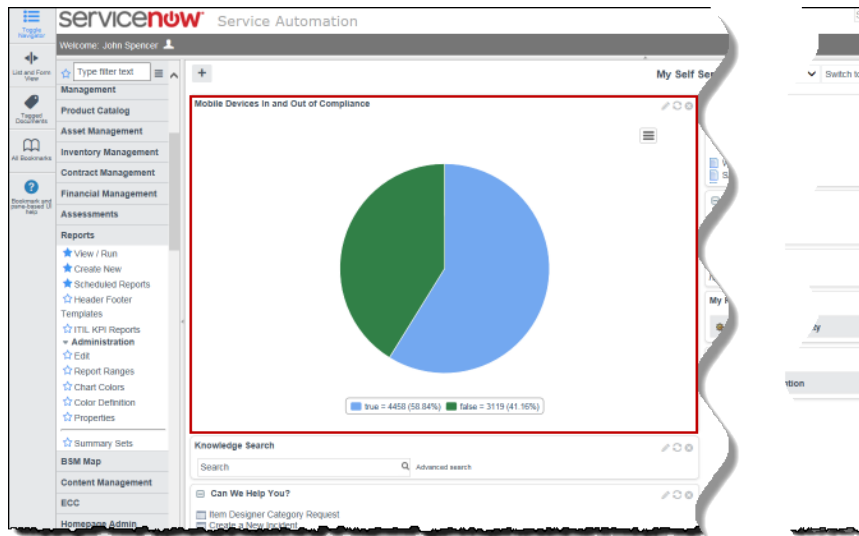 servicenow Service Automation
Toggle Navigator
Welcome: John Spencer
List and Form View
Tagged Documents
All Bookmarks
Bookmark and pane-based UI help
Type filter text
Management
Product Catalog
Asset Management
Inventory Management
Contract Management
Financial Management
Assessments
Reports
View / Run
Create New
Scheduled Reports
Header Footer
Templates
ITIL KPI Reports
Administration
Edit
Report Ranges
Chart Colors
Color Definition
Properties
Summary Sets
BSM Map
Content Management
ECC
Homepage Admin
+
My Self Ser
Mobile Devices In and Out of Compliance
true = 4458 (58.84%) false = 3119 (41.16%)
Knowledge Search
Search Advanced search
Can We Help You?
Item Designer Category Request
Create a New Incident
Switch to